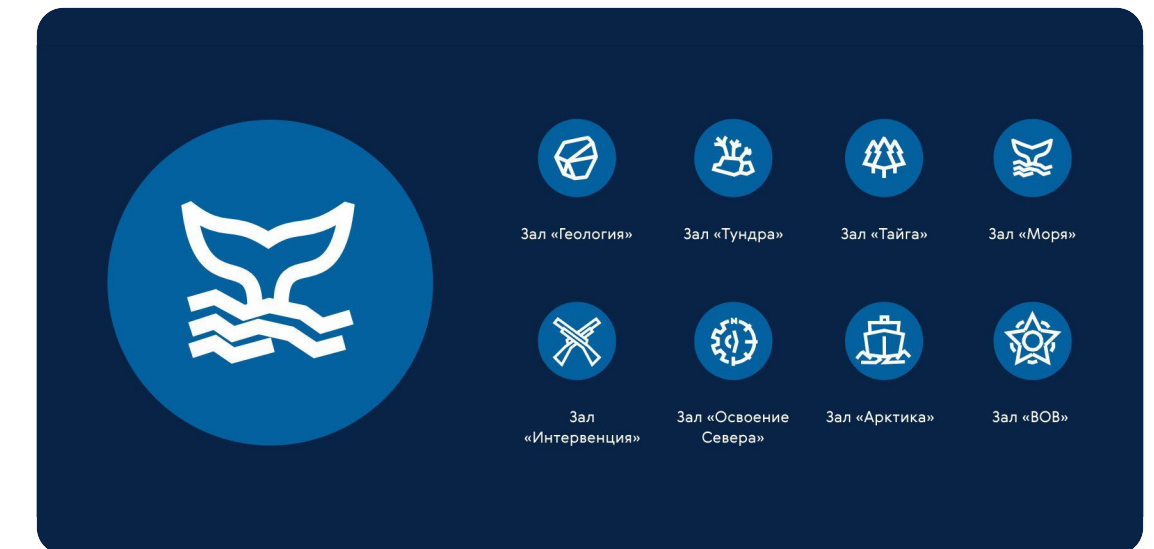 Зал «Геология»
Зал «Тундра»
Зал «Тайга»
Зал «Моря»
Зал
«Интервенция»
Зал «Освоение
Севера»
Зал «Арктика»
Зал «ВОВ»